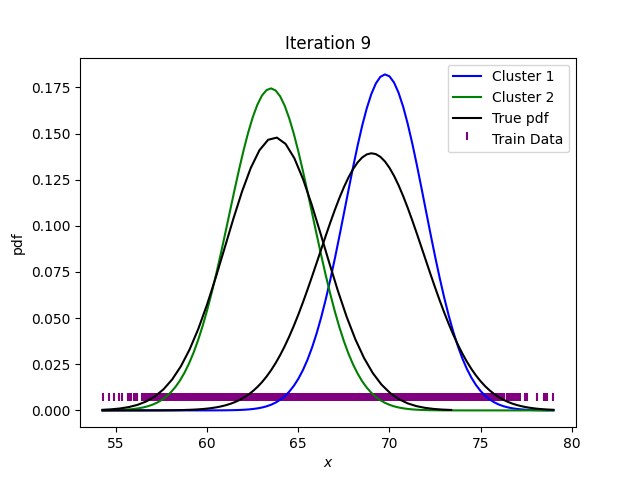 Iteration 9
Cluster 1
Cluster 2
True pdf
Train Data
pdf
0.175
0.150
0.125
0.100
0.075
0.050
0.025
0.000
55 60 65 70 75 80
x